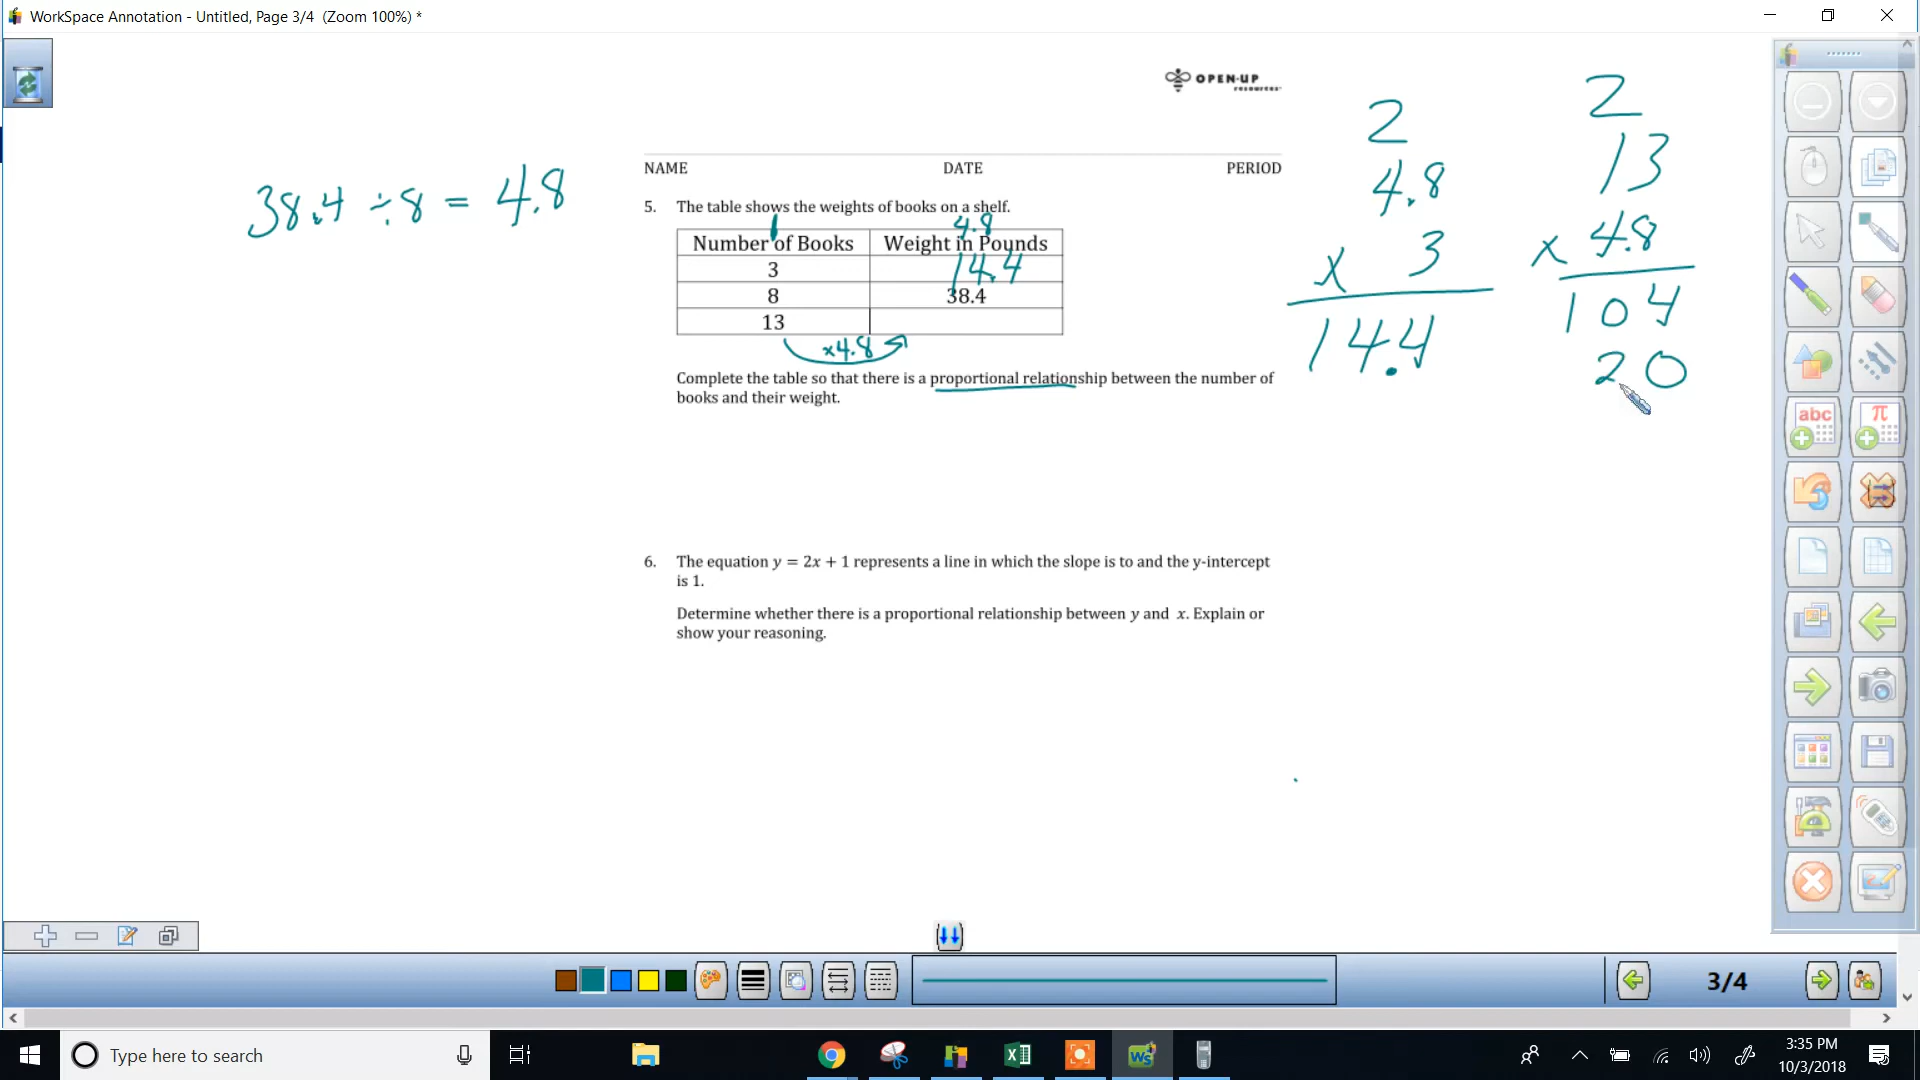 WorkSpace Annotation - Untitled, Page 3/4 (Zoom 100%) *
OPEN-UP
resources
NAME DATE PERIOD
38.4 ÷ 8 = 4.8
5. The table shows the weights of books on a shelf.
1 4.8
Number of Books Weight in Pounds
3 14.4
8 38.4
13
x4.8
Complete the table so that there is a proportional relationship between the number of
books and their weight.
2
4.8
x 3
14.4
2
13
x 4.8
104
20
6. The equation y = 2x + 1 represents a line in which the slope is to and the y-intercept
is 1.
Determine whether there is a proportional relationship between y and x. Explain or
show your reasoning.
abc
π
3/4
Type here to search
WS
3:35 PM
10/3/2018